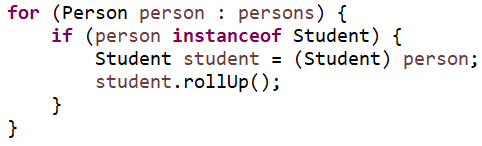 for (Person person : persons) {
    if (person instanceof Student) {
        Student student = (Student) person;
        student.rollUp();
    }
}